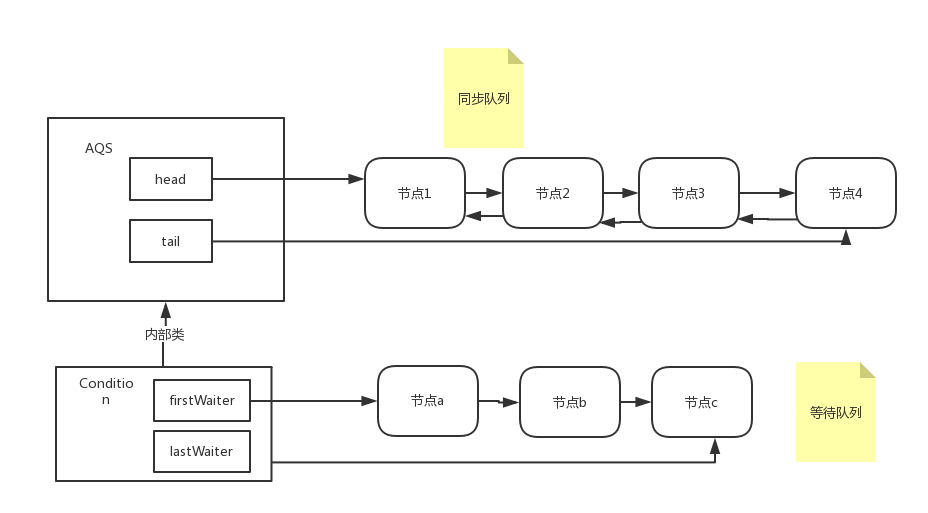 同步队列
AQS
head
节点1
节点2
节点3
节点4
tail
内部类
Conditio
n
firstWaiter
节点a
节点b
节点c
等待队列
lastWaiter